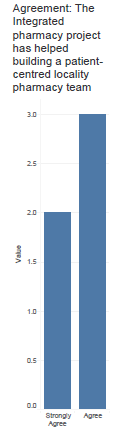 Agreement: The
Integrated
pharmacy project
has helped
building a patient-
centred locality
pharmacy team
3.0
2.5
2.0
Value
1.5
1.0
0.5
0.0
Strongly
Agree
Agree